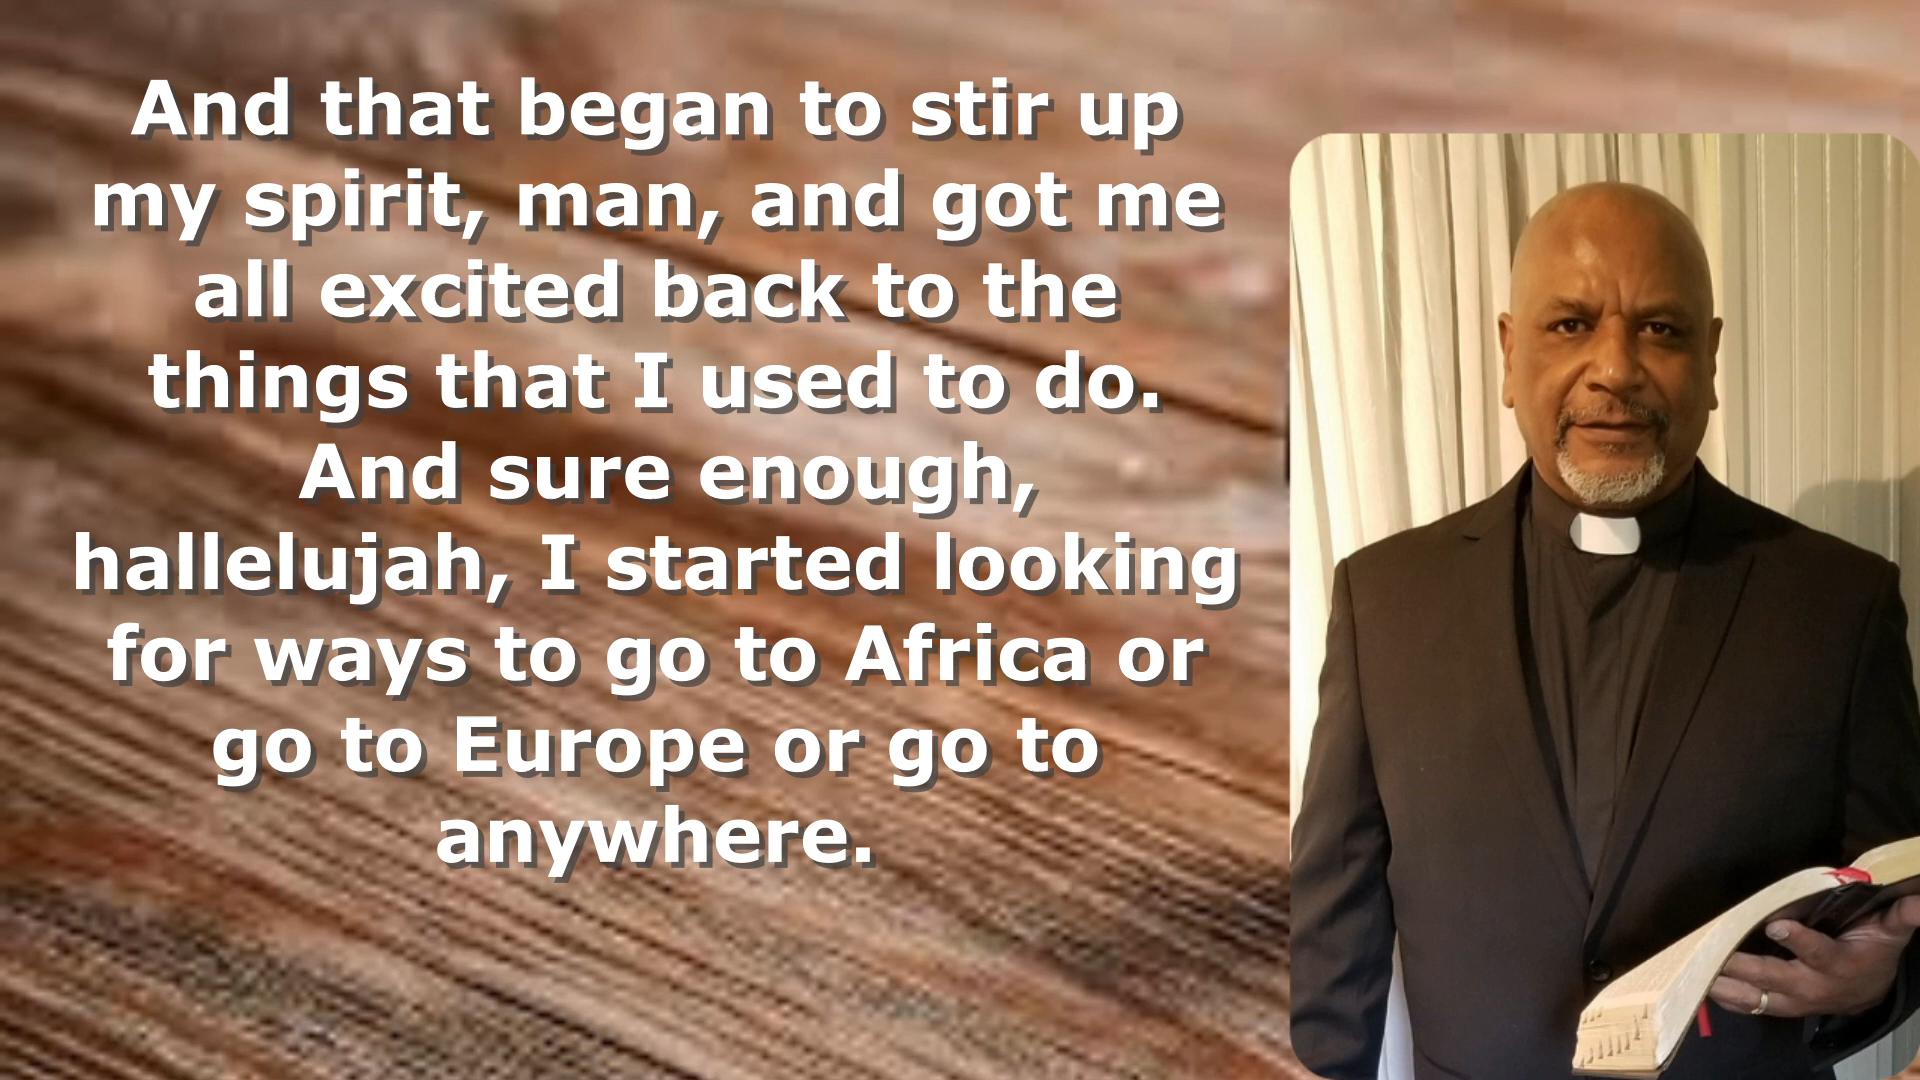 And that began to stir up
my spirit, man, and got me
all excited back to the
things that I used to do.
And sure enough,
hallelujah, I started looking
for ways to go to Africa or
go to Europe or go to
anywhere.